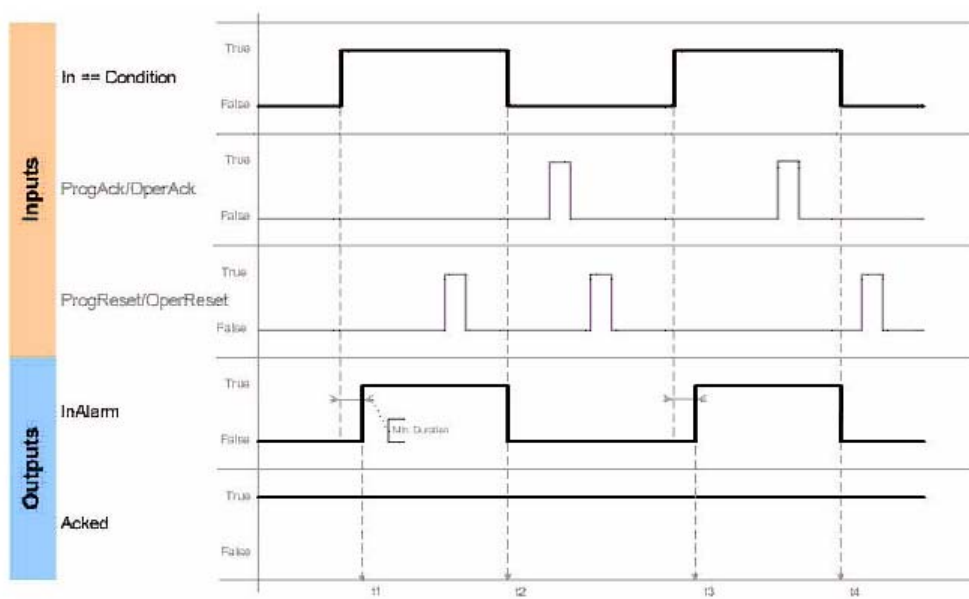 Inputs
True
In == Condition
False
True
ProgAck/OperAck
False
True
ProgReset/OperReset
False
Outputs
True
InAlarm
Min. Duration
False
True
Acked
False
t1 t2 t3 t4